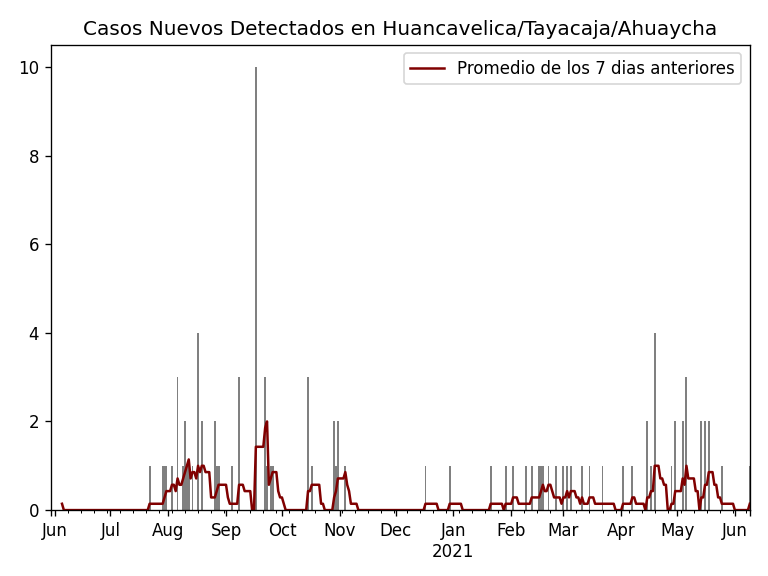 Casos Nuevos Detectados en Huancavelica/Tayacaja/Ahuaycha
Promedio de los 7 dias anteriores
10
8
6
4
2
0
Jun Jul Aug Sep Oct Nov Dec Jan Feb Mar Apr May Jun
2021